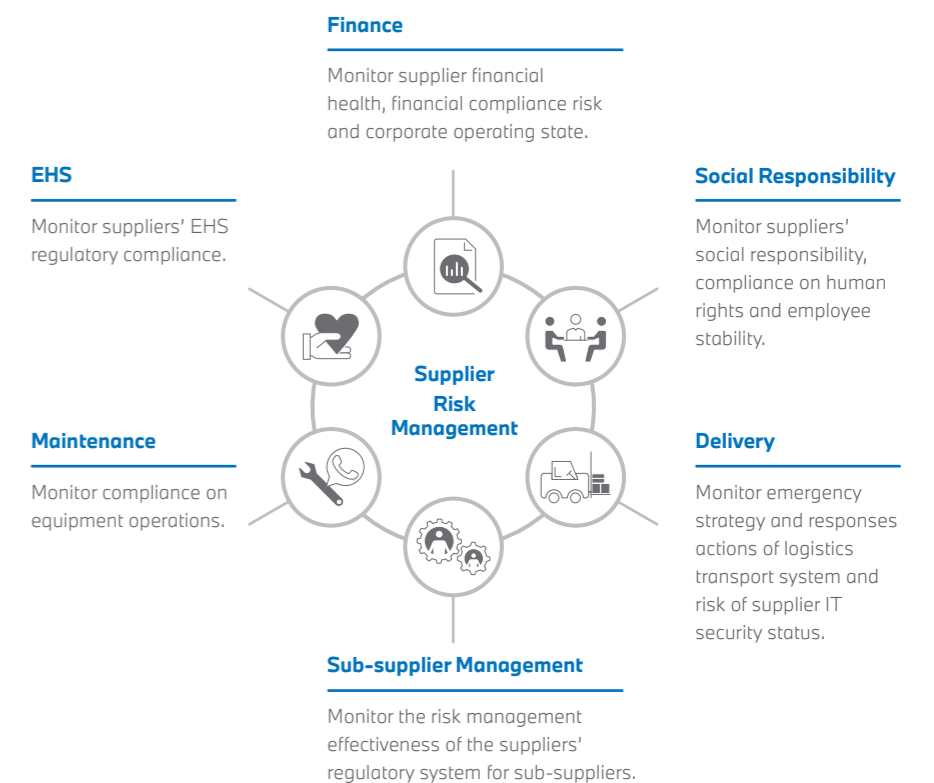 Finance
Monitor supplier financial
health, financial compliance risk
and corporate operating state.
EHS
Monitor suppliers’ EHS
regulatory compliance.
Social Responsibility
Monitor suppliers’
social responsibility,
compliance on human
rights and employee
stability.
Supplier
Risk
Management
Maintenance
Monitor compliance on
equipment operations.
Delivery
Monitor emergency
strategy and responses
actions of logistics
transport system and
risk of supplier IT
security status.
Sub-supplier Management
Monitor the risk management
effectiveness of the suppliers’
regulatory system for sub-suppliers.